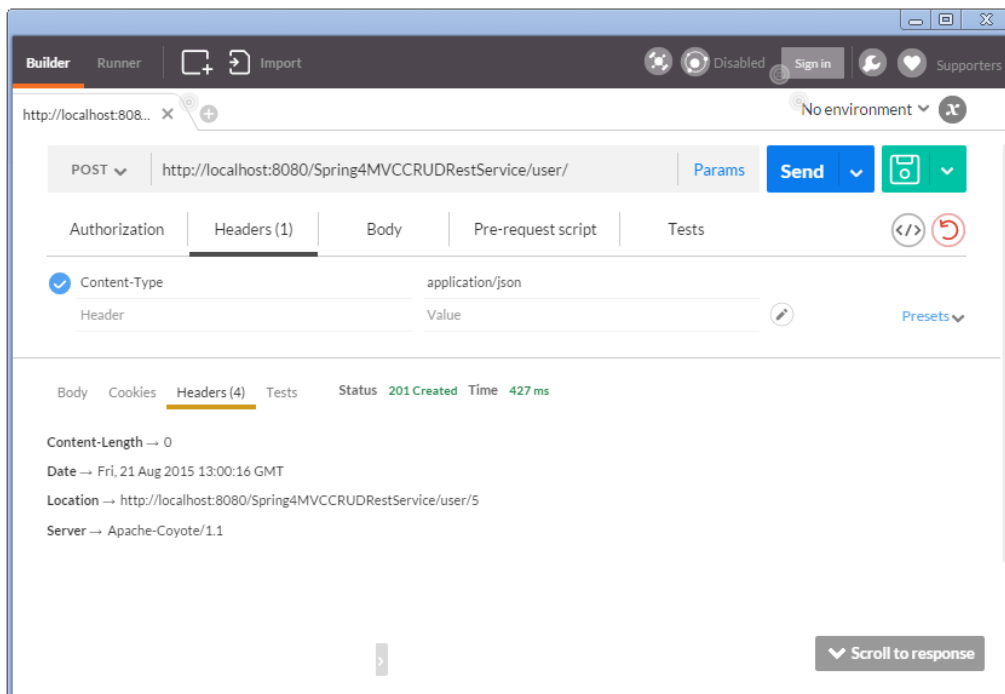 Builder Runner Import Disabled Sign in Supporters
http://localhost:808... No environment
POST http://localhost:8080/Spring4MVCCRUDRestService/user/ Params Send
Authorization Headers (1) Body Pre-request script Tests
Content-Type application/json
Header Value Presets
Body Cookies Headers (4) Tests Status 201 Created Time 427 ms
Content-Length → 0
Date → Fri, 21 Aug 2015 13:00:16 GMT
Location → http://localhost:8080/Spring4MVCCRUDRestService/user/5
Server → Apache-Coyote/1.1
Scroll to response